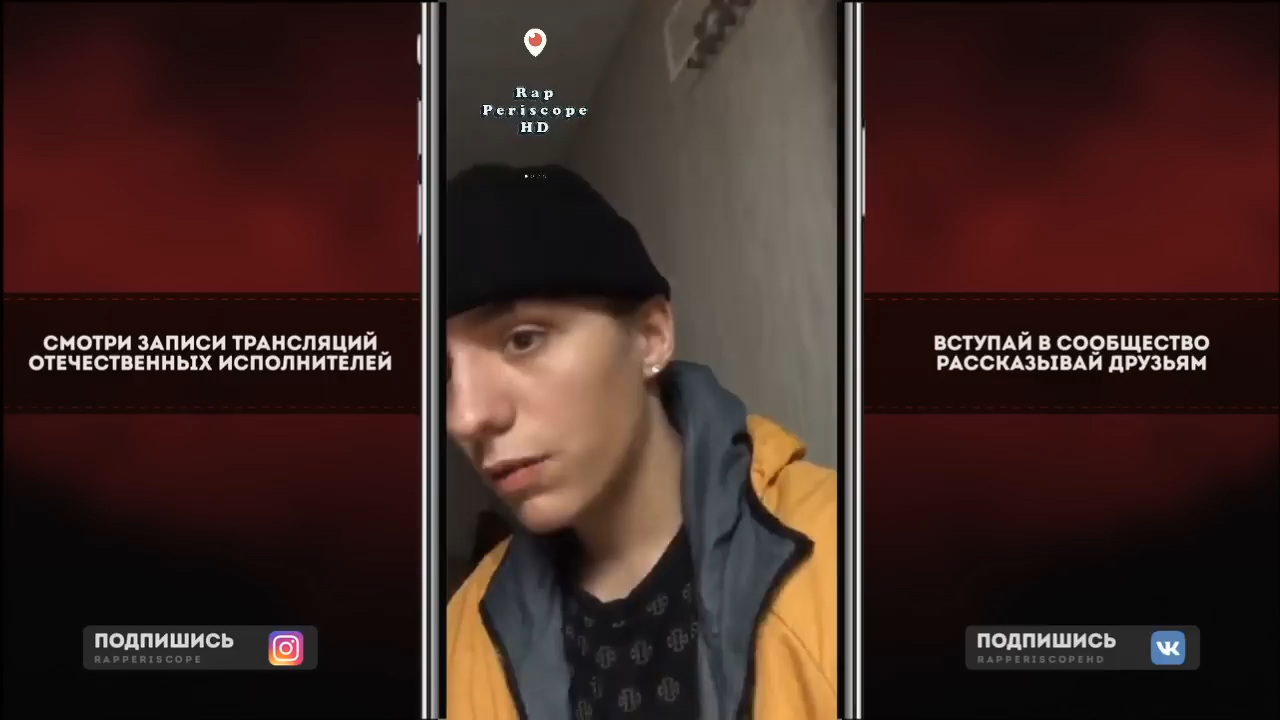 Rap
Periscope
HD
СМОТРИ ЗАПИСИ ТРАНСЛЯЦИЙ
ОТЕЧЕСТВЕННЫХ ИСПОЛНИТЕЛЕЙ
ВСТУПАЙ В СООБЩЕСТВО
РАССКАЗЫВАЙ ДРУЗЬЯМ
ПОДПИШИСЬ
RAPPERISCOPE
ПОДПИШИСЬ
RAPPERISCOPEHD